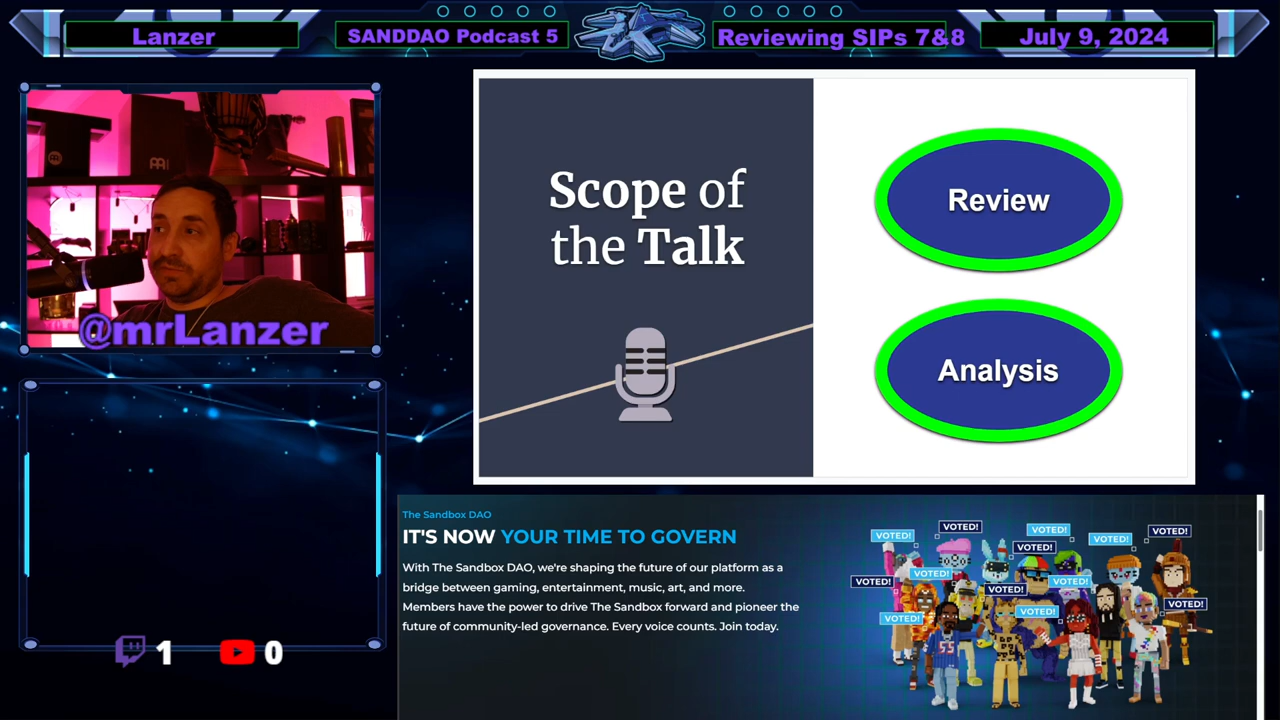 Lanzer
SANDDAO Podcast 5
Reviewing SIPs 7&8
July 9, 2024
@mrLanzer
Scope of
the Talk
Review
Analysis
1
0
The Sandbox DAO
IT'S NOW YOUR TIME TO GOVERN
With The Sandbox DAO, we're shaping the future of our platform as a
bridge between gaming, entertainment, music, art, and more.
Members have the power to drive The Sandbox forward and pioneer the
future of community-led governance. Every voice counts. Join today.
VOTED!
VOTED!
VOTED!
VOTED!
VOTED!
VOTED!
VOTED!
VOTED!
VOTED!
VOTED!
VOTED!
VOTED!
VOTED!
55